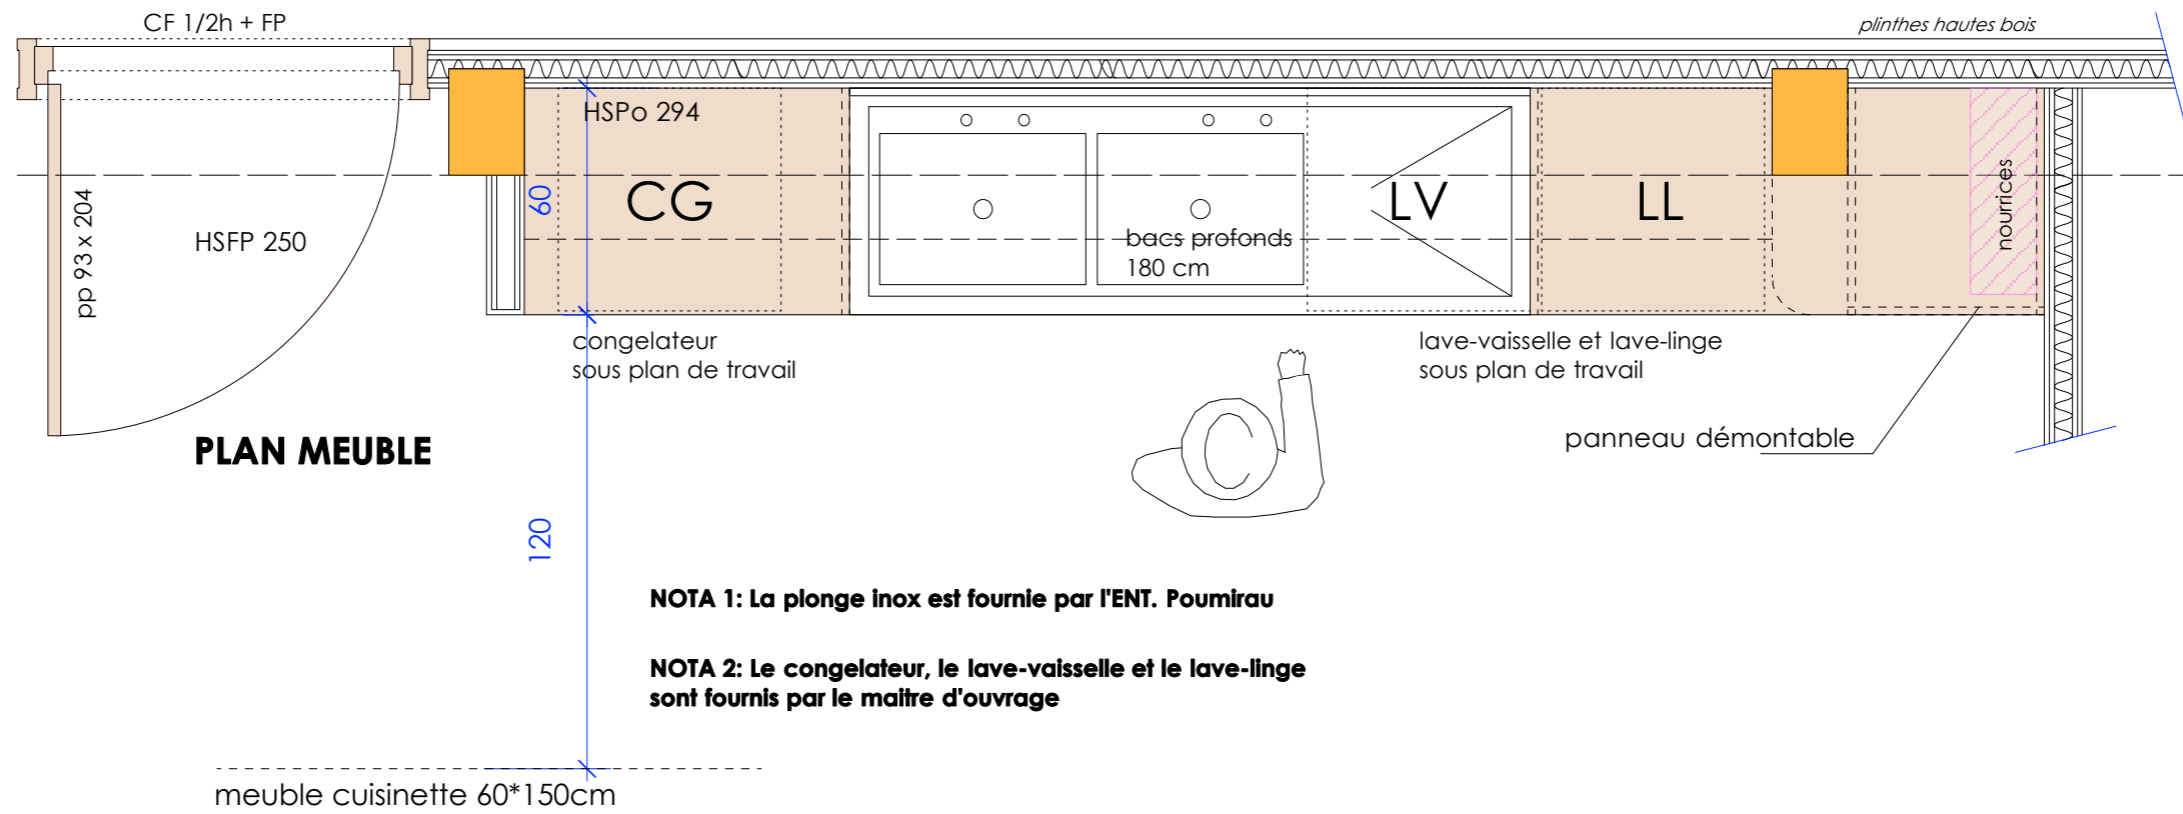 CF 1/2h + FP
plinthes hautes bois
HSPo 294
pp 93 x 204
HSFP 250
60
CG
bacs profonds
180 cm
LV
LL
nourrices
congelateur
sous plan de travail
lave-vaisselle et lave-linge
sous plan de travail
panneau démontable
PLAN MEUBLE
120
NOTA 1: La plonge inox est fournie par l'ENT. Poumirau
NOTA 2: Le congelateur, le lave-vaisselle et le lave-linge
sont fournis par le maitre d'ouvrage
meuble cuisinette 60*150cm